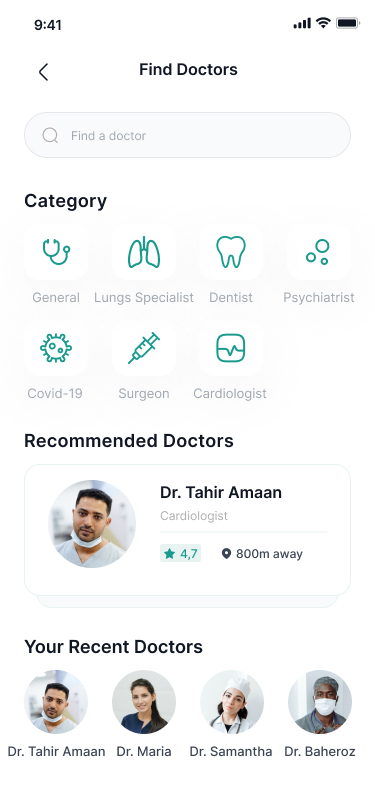 9:41
Find Doctors
Find a doctor
Category
General Lungs Specialist Dentist Psychiatrist
Covid-19 Surgeon Cardiologist
Recommended Doctors
Dr. Tahir Amaan
Cardiologist
4,7 800m away
Your Recent Doctors
Dr. Tahir Amaan Dr. Maria Dr. Samantha Dr. Baheroz